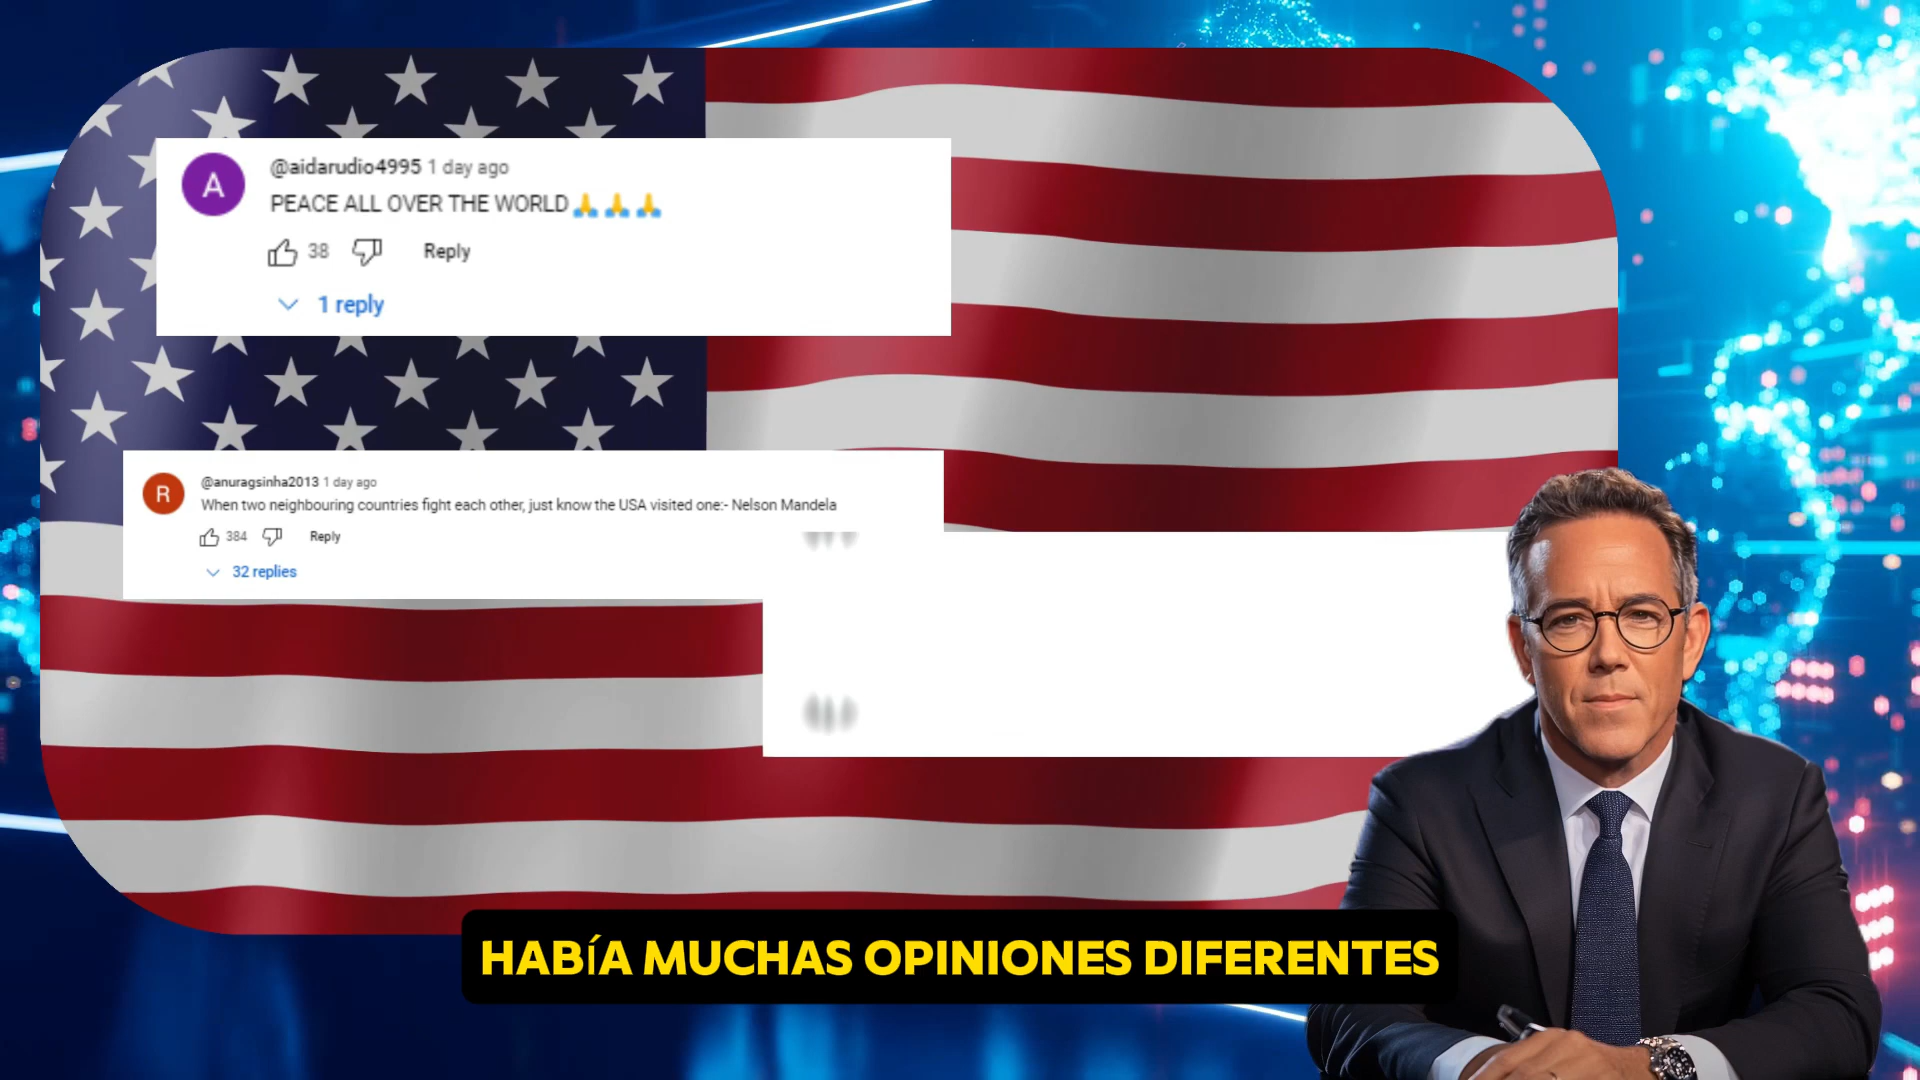 A
@aidarudio4995 1 day ago
PEACE ALL OVER THE WORLD🙏🙏🙏
38 Reply
1 reply
R
@anuragsinha2013 1 day ago
When two neighbouring countries fight each other, just know the USA visited one:- Nelson Mandela
384 Reply
32 replies
HABÍA MUCHAS OPINIONES DIFERENTES